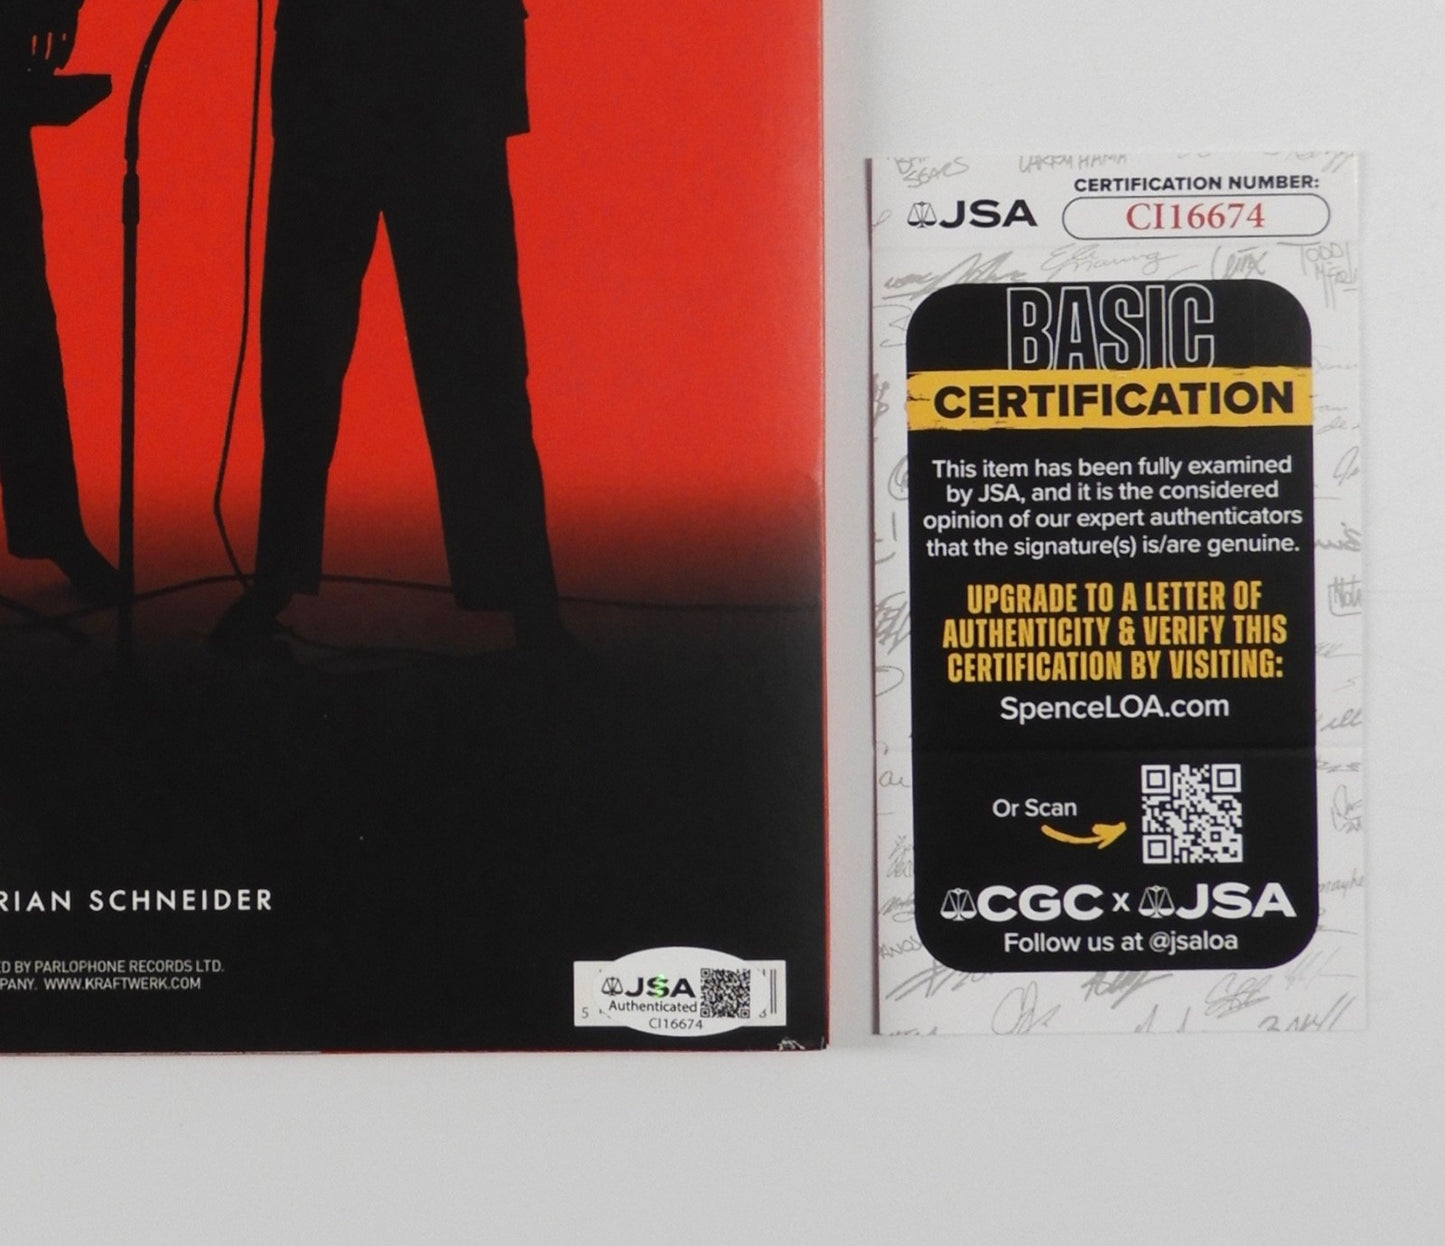 RIAN SCHNEIDER
ED BY PARLOPHONE RECORDS LTD.
PANY. WWW.KRAFTWERK.COM
JSA
Authenticated
CI16674
5
JSA
CERTIFICATION NUMBER:
CI16674
BASIC
CERTIFICATION
This item has been fully examined
by JSA, and it is the considered
opinion of our expert authenticators
that the signature(s) is/are genuine.
UPGRADE TO A LETTER OF
AUTHENTICITY & VERIFY THIS
CERTIFICATION BY VISITING:
SpenceLOA.com
Or Scan
CGC x JSA
Follow us at @jsaloa